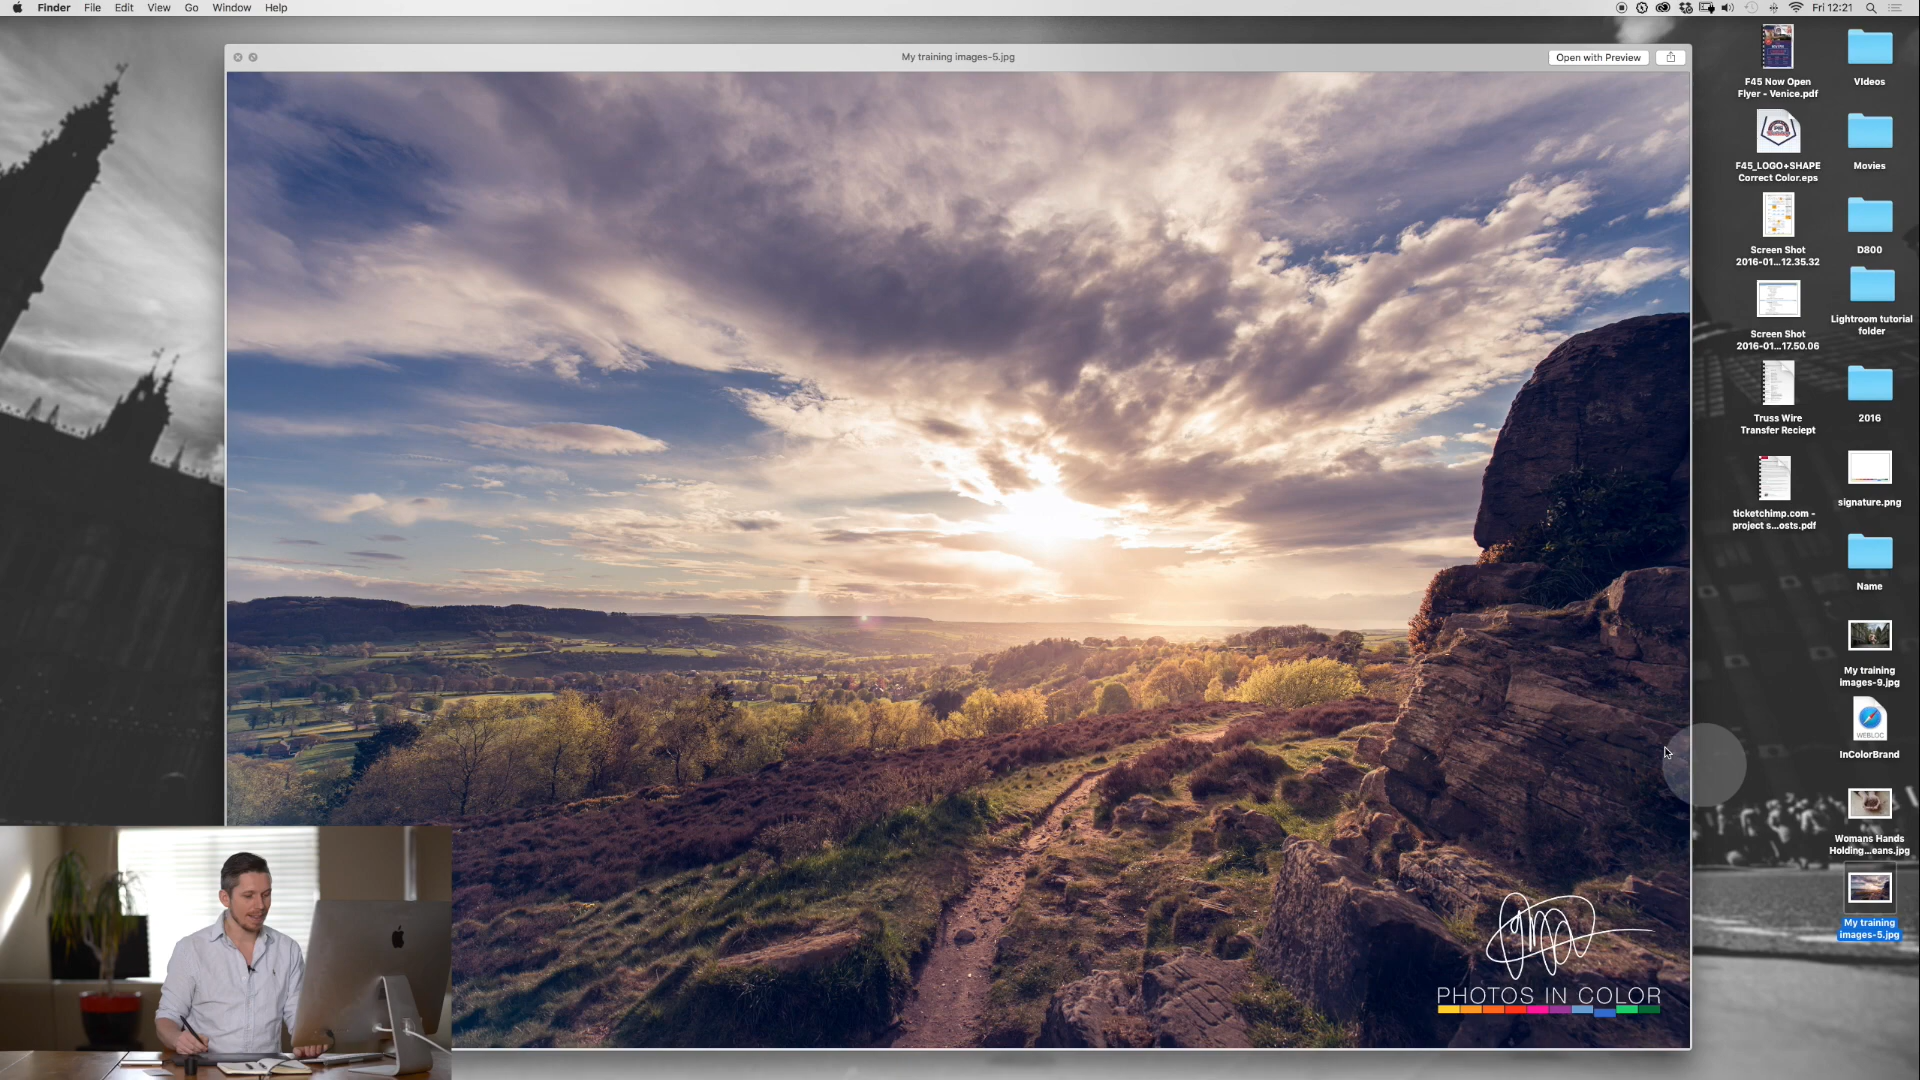 Finder File Edit View Go Window Help
Fri 12:21
My training images-5.jpg
Open with Preview
F45 Now Open
Flyer - Venice.pdf
VIdeos
F45_LOGO+SHAPE
Correct Color.eps
Movies
Screen Shot
2016-01...12.35.32
D800
Screen Shot
2016-01...17.50.06
Lightroom tutorial
folder
Truss Wire
Transfer Reciept
2016
ticketchimp.com -
project s...osts.pdf
signature.png
Name
My training
images-9.jpg
WEBLOC
InColorBrand
Womans Hands
Holding...eans.jpg
My training
images-5.jpg
PHOTOS IN COLOR